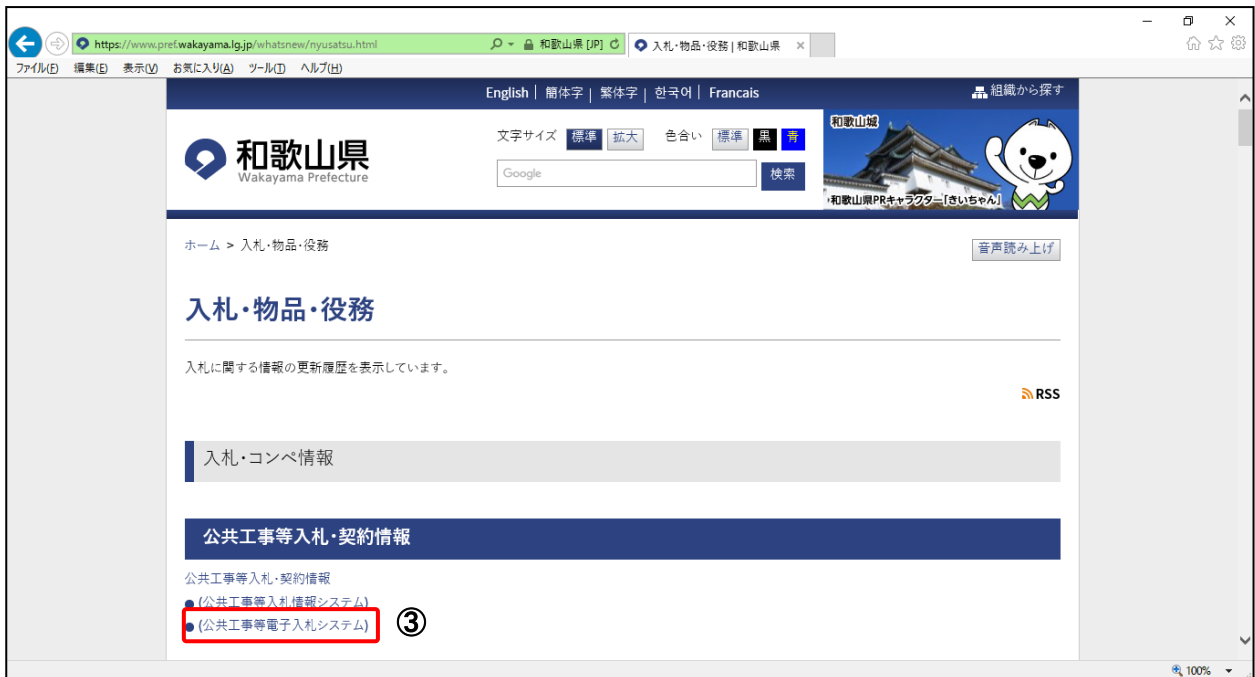 https://www.pref.wakayama.lg.jp/whatsnew/nyusatsu.html
和歌山県 [JP]
入札・物品・役務 | 和歌山県
ファイル(F) 編集(E) 表示(V) お気に入り(A) ツール(T) ヘルプ(H)
English | 簡体字 | 繁体字 | 한국어 | Francais
組織から探す
文字サイズ 標準 拡大 色合い 標準 黒 青
和歌山城
和歌山県
Wakayama Prefecture
Google
検索
和歌山県PRキャラクター「きいちゃん」
ホーム > 入札・物品・役務
音声読み上げ
入札・物品・役務
入札に関する情報の更新履歴を表示しています。
RSS
入札・コンペ情報
公共工事等入札・契約情報
公共工事等入札・契約情報
● (公共工事等入札情報システム)
● (公共工事等電子入札システム)
③
100%